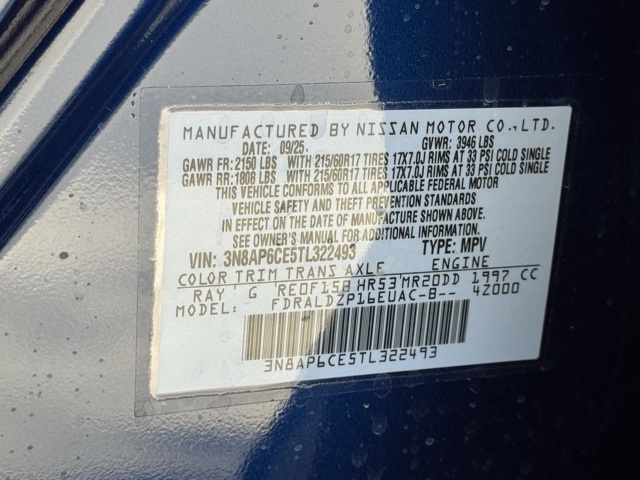 MANUFACTURED BY NISSAN MOTOR CO.,LTD.
DATE: 09/25. GVWR: 3946 LBS
GAWR FR: 2150 LBS WITH 215/60R17 TIRES 17X7.0J RIMS AT 33 PSI COLD SINGLE
GAWR RR: 1808 LBS WITH 215/60R17 TIRES 17X7.0J RIMS AT 33 PSI COLD SINGLE
THIS VEHICLE CONFORMS TO ALL APPLICABLE FEDERAL MOTOR
VEHICLE SAFETY AND THEFT PREVENTION STANDARDS
IN EFFECT ON THE DATE OF MANUFACTURE SHOWN ABOVE.
SEE OWNER'S MANUAL FOR ADDITIONAL INFORMATION.
VIN: 3N8AP6CE5TL322493 TYPE: MPV
COLOR TRIM TRANS AXLE ENGINE
RAY G RE0F15B HR53 MR20DD 1997 CC
MODEL: FDRALDZP16EUAC-B-- 4Z000
3N8AP6CE5TL322493